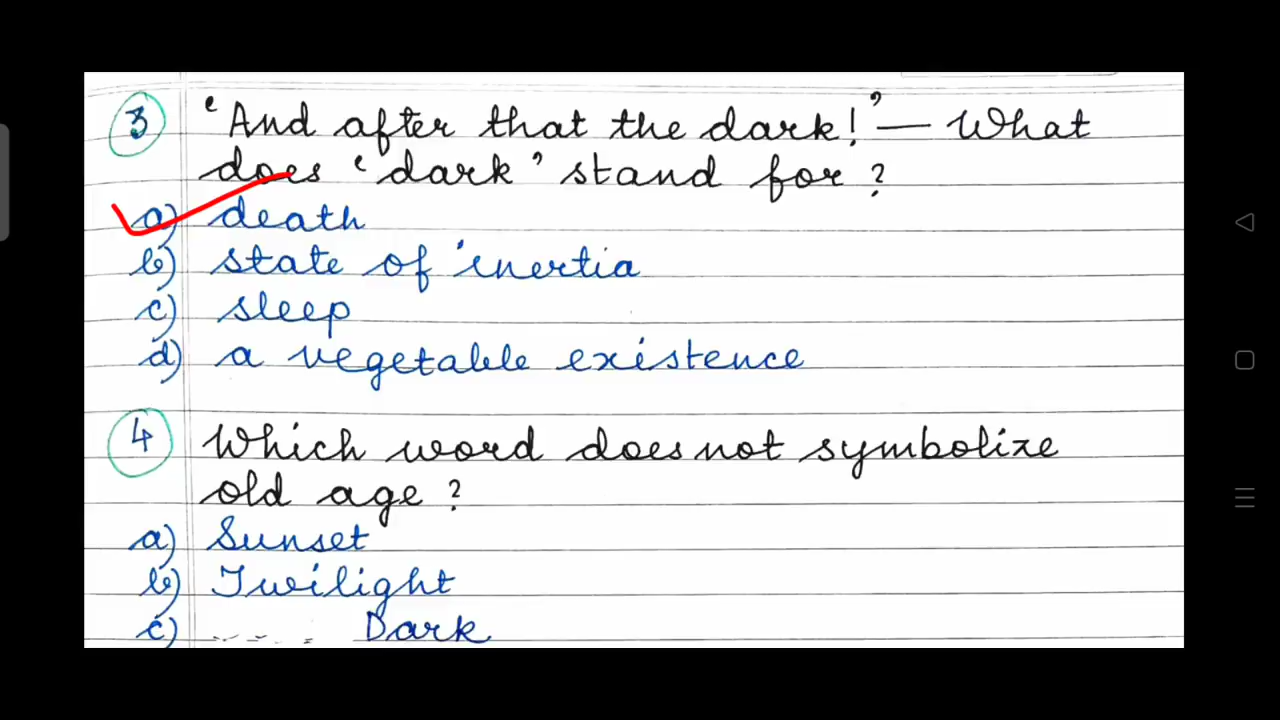 3 'And after that the dark!' — What
does 'dark' stand for?
a) death
b) state of inertia
c) sleep
d) a vegetable existence
4 Which word does not symbolize
old age?
a) Sunset
b) Twilight
c) Dark